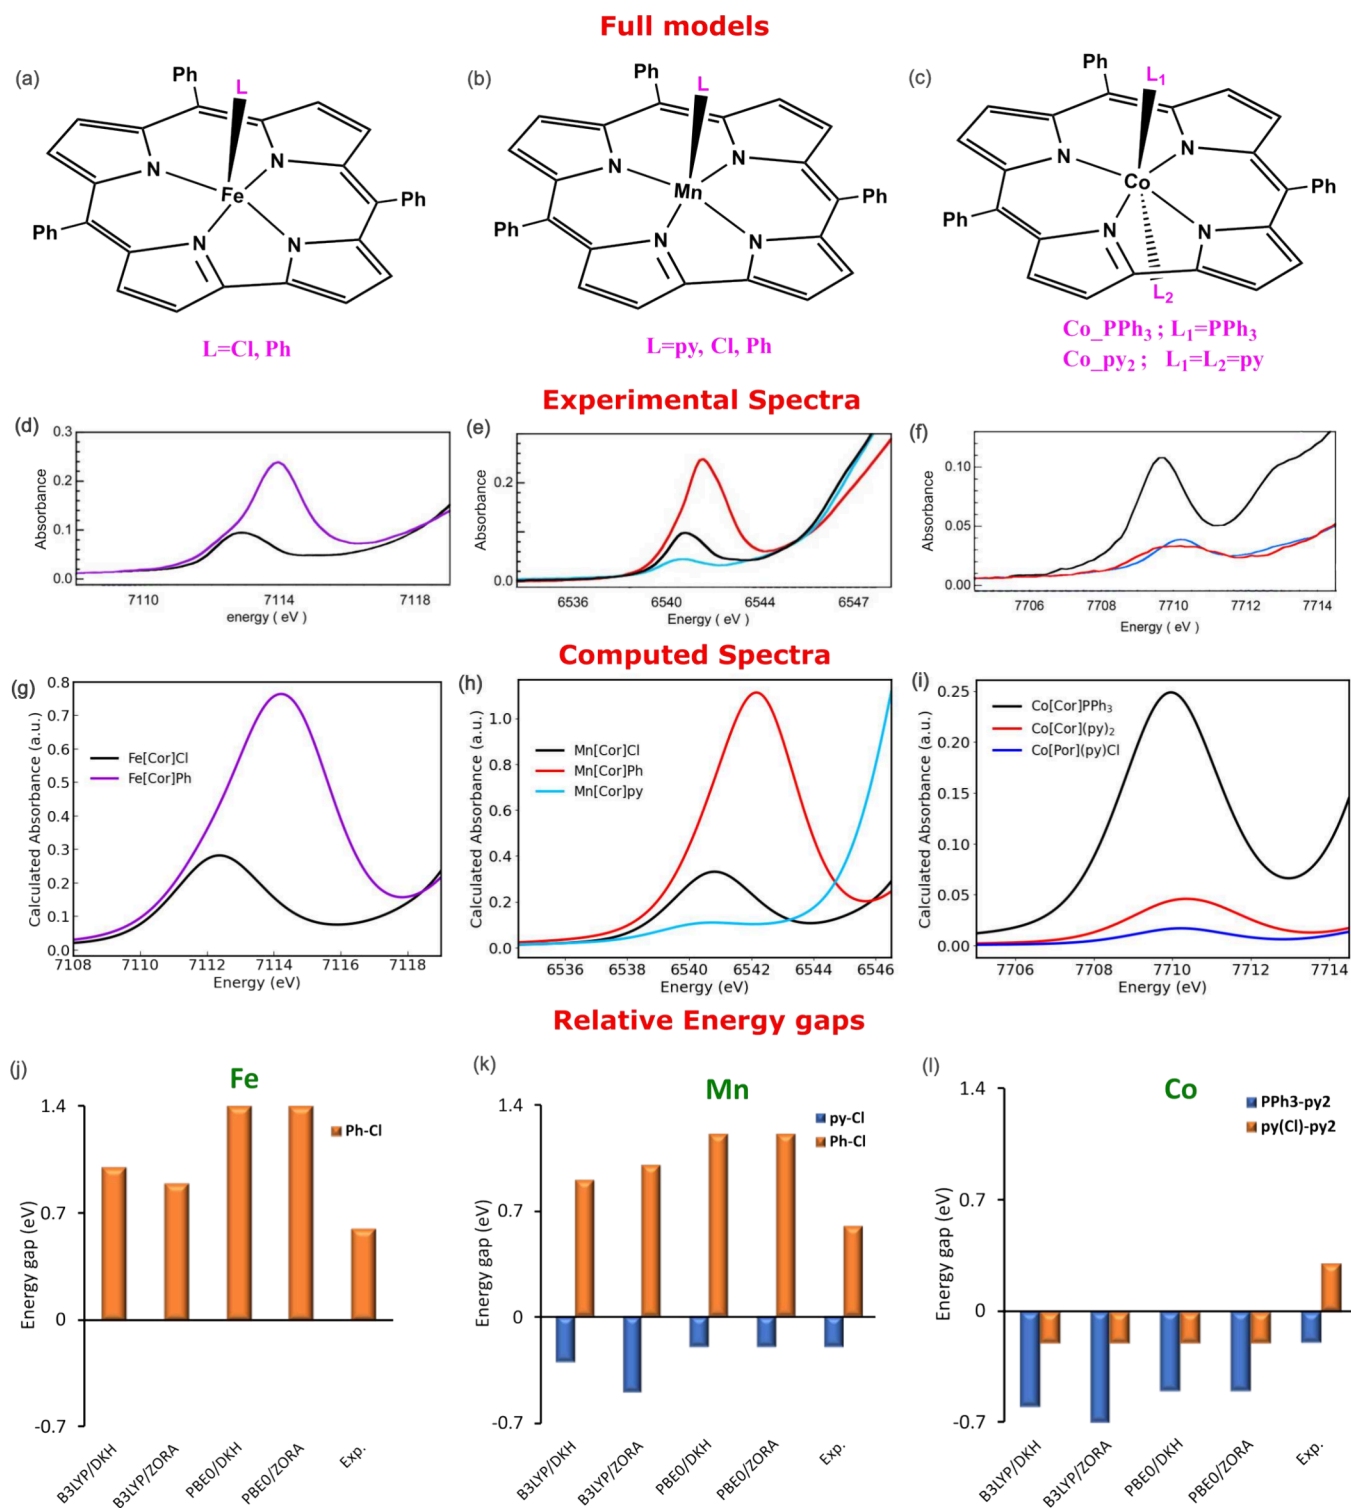 Full models
(a)
Ph
L
N
N
Fe
Ph
Ph
N
N
L=Cl, Ph
(b)
Ph
L
N
N
Mn
Ph
Ph
N
N
L=py, Cl, Ph
(c)
Ph
L1
N
N
Co
Ph
Ph
N
N
L2
Co_PPh3 ; L1=PPh3
Co_py2 ; L1=L2=py
Experimental Spectra
(d)
0.3
0.2
0.1
0.0
Absorbance
7110
7114
7118
energy ( eV )
(e)
0.2
0.0
Absorbance
6536
6540
6544
6547
Energy ( eV )
(f)
0.10
0.05
0.00
Absorbance
7706
7708
7710
7712
7714
Energy ( eV )
Computed Spectra
(g)
0.8
0.7
0.6
0.5
0.4
0.3
0.2
0.1
0.0
Calculated Absorbance (a.u.)
Fe[Cor]Cl
Fe[Cor]Ph
7108
7110
7112
7114
7116
7118
Energy (eV)
(h)
1.0
0.8
0.6
0.4
0.2
0.0
Calculated Absorbance (a.u.)
Mn[Cor]Cl
Mn[Cor]Ph
Mn[Cor]py
6536
6538
6540
6542
6544
6546
Energy (eV)
(i)
0.25
0.20
0.15
0.10
0.05
0.00
Calculated Absorbance (a.u.)
Co[Cor]PPh3
Co[Cor](py)2
Co[Por](py)Cl
7706
7708
7710
7712
7714
Energy (eV)
Relative Energy gaps
(j)
Fe
1.4
0.7
0
-0.7
Energy gap (eV)
Ph-Cl
B3LYP/DKH
B3LYP/ZORA
PBE0/DKH
PBE0/ZORA
Exp.
(k)
Mn
1.4
0.7
0
-0.7
Energy gap (eV)
py-Cl
Ph-Cl
B3LYP/DKH
B3LYP/ZORA
PBE0/DKH
PBE0/ZORA
Exp.
(l)
Co
1.4
0.7
0
-0.7
Energy gap (eV)
PPh3-py2
py(Cl)-py2
B3LYP/DKH
B3LYP/ZORA
PBE0/DKH
PBE0/ZORA
Exp.